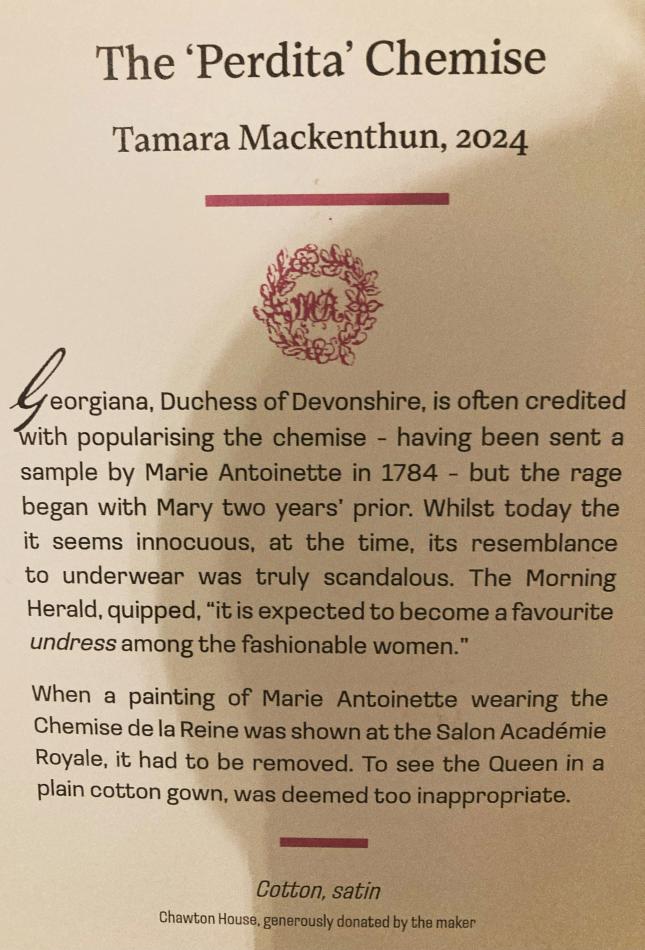 The ‘Perdita’ Chemise
Tamara Mackenthun, 2024
MR
Georgiana, Duchess of Devonshire, is often credited
with popularising the chemise - having been sent a
sample by Marie Antoinette in 1784 - but the rage
began with Mary two years’ prior. Whilst today the
it seems innocuous, at the time, its resemblance
to underwear was truly scandalous. The Morning
Herald, quipped, “it is expected to become a favourite
undress among the fashionable women.”
When a painting of Marie Antoinette wearing the
Chemise de la Reine was shown at the Salon Académie
Royale, it had to be removed. To see the Queen in a
plain cotton gown, was deemed too inappropriate.
Cotton, satin
Chawton House, generously donated by the maker